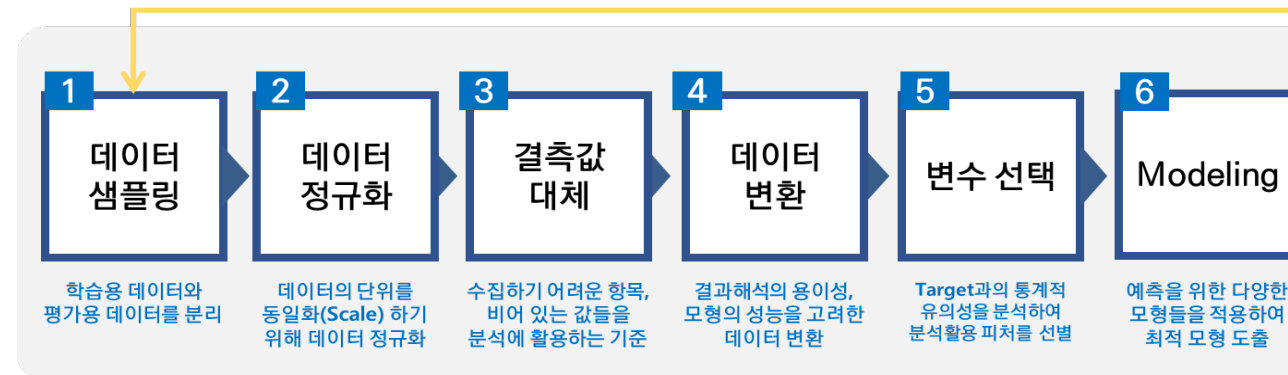 1
데이터
샘플링
학습용 데이터와
평가용 데이터를 분리
2
데이터
정규화
데이터의 단위를
동일화(Scale) 하기
위해 데이터 정규화
3
결측값
대체
수집하기 어려운 항목,
비어 있는 값들을
분석에 활용하는 기준
4
데이터
변환
결과해석의 용이성,
모형의 성능을 고려한
데이터 변환
5
변수 선택
Target과의 통계적
유의성을 분석하여
분석활용 피처를 선별
6
Modeling
예측을 위한 다양한
모형들을 적용하여
최적 모형 도출